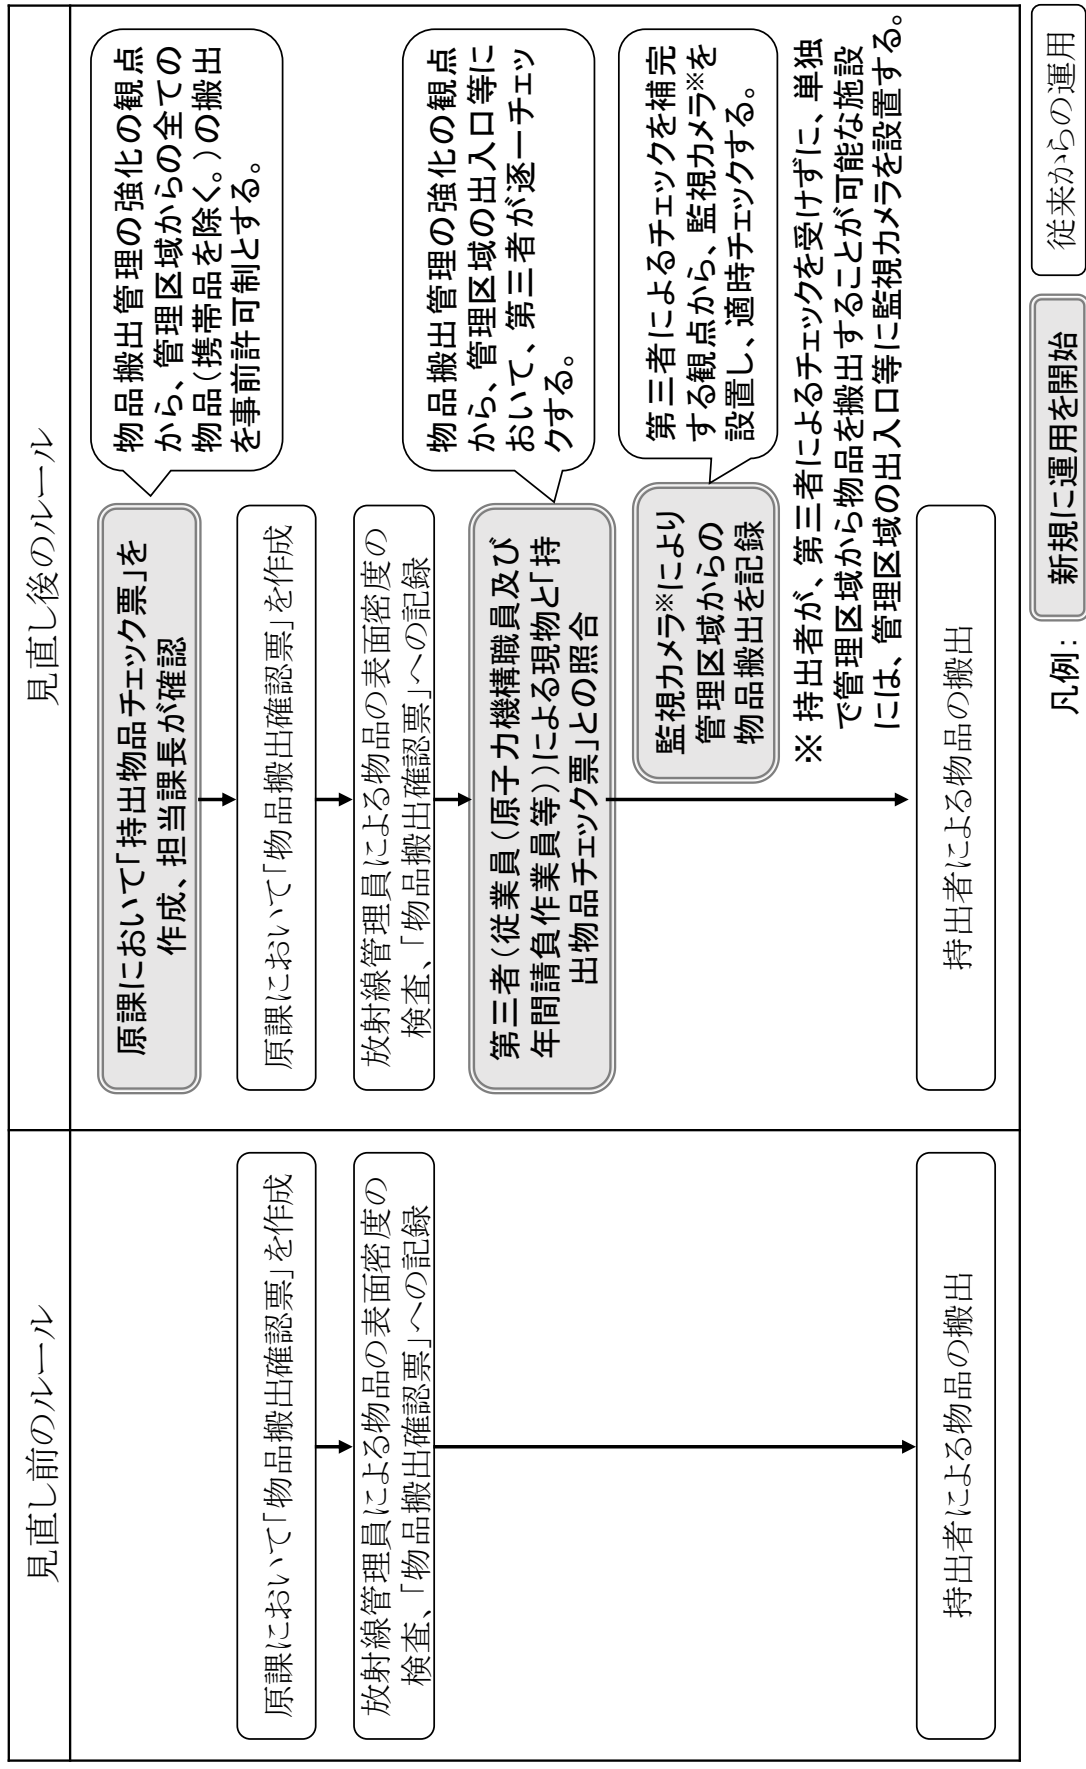 見直し前のルール
原課において「物品搬出確認票」を作成
放射線管理員による物品の表面密度の
検査、「物品搬出確認票」への記録
持出者による物品の搬出
見直し後のルール
原課において「持出物品チェック票」を
作成、担当課長が確認
物品搬出管理の強化の観点
から、管理区域からの全ての
物品（携帯品を除く。）の搬出
を事前許可制とする。
原課において「物品搬出確認票」を作成
放射線管理員による物品の表面密度の
検査、「物品搬出確認票」への記録
第三者（従業員（原子力機構職員及び
年間請負作業員等））による現物と「持
出物品チェック票」との照合
物品搬出管理の強化の観点
から、管理区域の出入口等に
おいて、第三者が逐一チェッ
クする。
監視カメラ※により
管理区域からの
物品搬出を記録
第三者によるチェックを補完
する観点から、監視カメラ※を
設置し、適時チェックする。
※ 持出者が、第三者によるチェックを受けずに、単独
で管理区域から物品を搬出することが可能な施設
には、管理区域の出入口等に監視カメラを設置する。
持出者による物品の搬出
凡例：
新規に運用を開始
従来からの運用